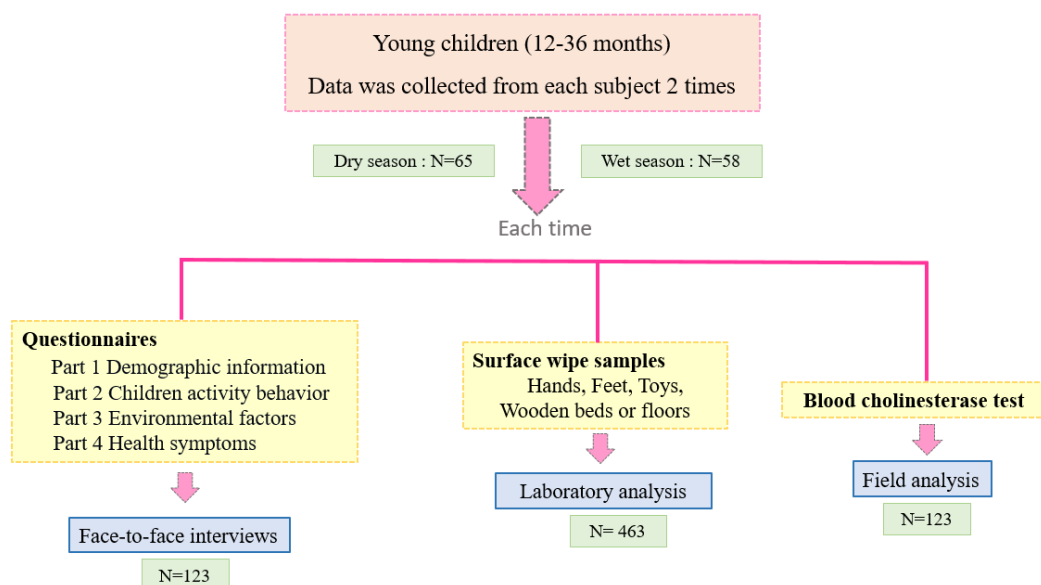 Young children (12-36 months)
Data was collected from each subject 2 times
Dry season : N=65
Wet season : N=58
Each time
Questionnaires
Part 1 Demographic information
Part 2 Children activity behavior
Part 3 Environmental factors
Part 4 Health symptoms
Face-to-face interviews
N=123
Surface wipe samples
Hands, Feet, Toys,
Wooden beds or floors
Laboratory analysis
N= 463
Blood cholinesterase test
Field analysis
N=123